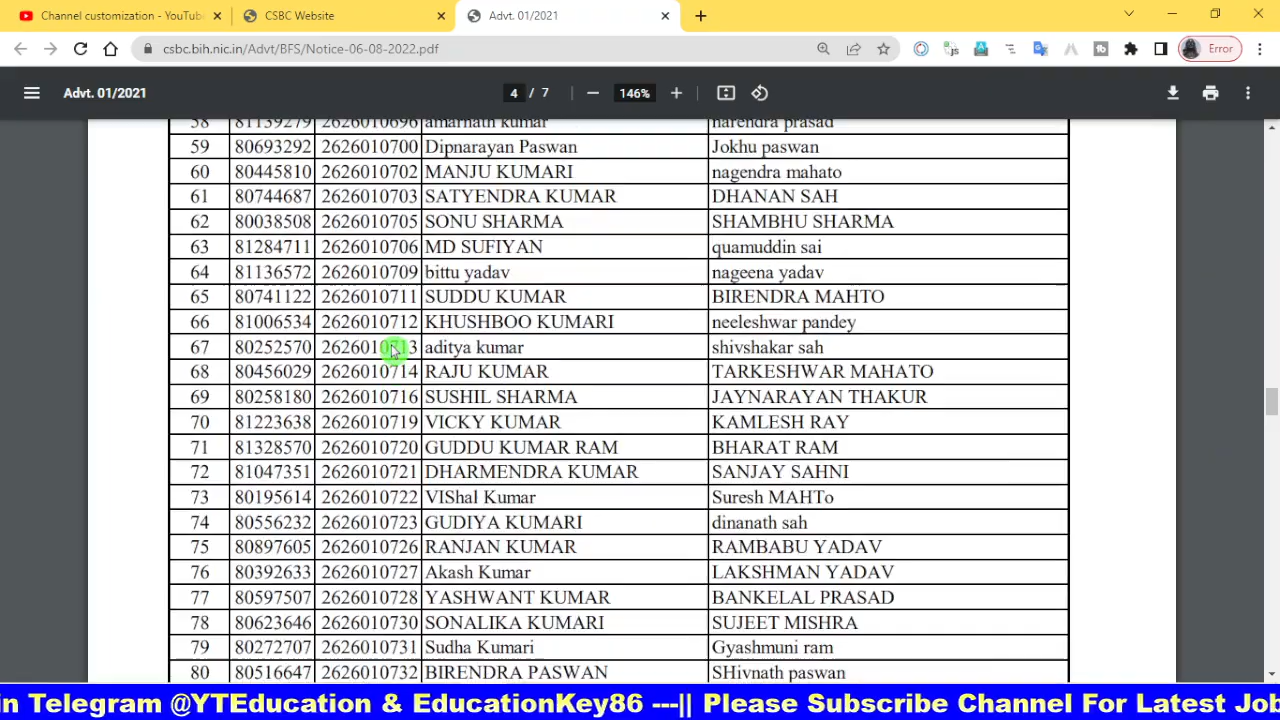 Channel customization - YouTube
CSBC Website
Advt. 01/2021
csbc.bih.nic.in/Advt/BFS/Notice-06-08-2022.pdf
Error
Advt. 01/2021
4 / 7
146%
58 81139279 2626010696 amarnath kumar narendra prasad
59 80693292 2626010700 Dipnarayan Paswan Jokhu paswan
60 80445810 2626010702 MANJU KUMARI nagendra mahato
61 80744687 2626010703 SATYENDRA KUMAR DHANAN SAH
62 80038508 2626010705 SONU SHARMA SHAMBHU SHARMA
63 81284711 2626010706 MD SUFIYAN quamuddin sai
64 81136572 2626010709 bittu yadav nageena yadav
65 80741122 2626010711 SUDDU KUMAR BIRENDRA MAHTO
66 81006534 2626010712 KHUSHBOO KUMARI neeleshwar pandey
67 80252570 2626010713 aditya kumar shivshakar sah
68 80456029 2626010714 RAJU KUMAR TARKESHWAR MAHATO
69 80258180 2626010716 SUSHIL SHARMA JAYNARAYAN THAKUR
70 81223638 2626010719 VICKY KUMAR KAMLESH RAY
71 81328570 2626010720 GUDDU KUMAR RAM BHARAT RAM
72 81047351 2626010721 DHARMENDRA KUMAR SANJAY SAHNI
73 80195614 2626010722 VIShal Kumar Suresh MAHTo
74 80556232 2626010723 GUDIYA KUMARI dinanath sah
75 80897605 2626010726 RANJAN KUMAR RAMBABU YADAV
76 80392633 2626010727 Akash Kumar LAKSHMAN YADAV
77 80597507 2626010728 YASHWANT KUMAR BANKELAL PRASAD
78 80623646 2626010730 SONALIKA KUMARI SUJEET MISHRA
79 80272707 2626010731 Sudha Kumari Gyashmuni ram
80 80516647 2626010732 BIRENDRA PASWAN SHivnath paswan
in Telegram @YTEducation & EducationKey86 ---|| Please Subscribe Channel For Latest Job